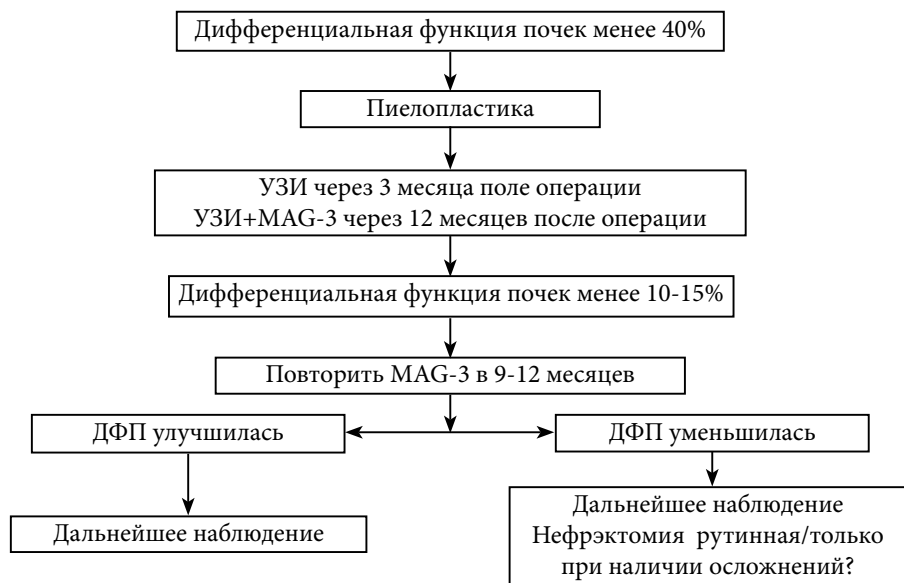 Дифференциальная функция почек менее 40%
Пиелопластика
УЗИ через 3 месяца поле операции
УЗИ+MAG-3 через 12 месяцев после операции
Дифференциальная функция почек менее 10-15%
Повторить MAG-3 в 9-12 месяцев
ДФП улучшилась
ДФП уменьшилась
Дальнейшее наблюдение
Дальнейшее наблюдение
Нефрэктомия рутинная/только
при наличии осложнений?